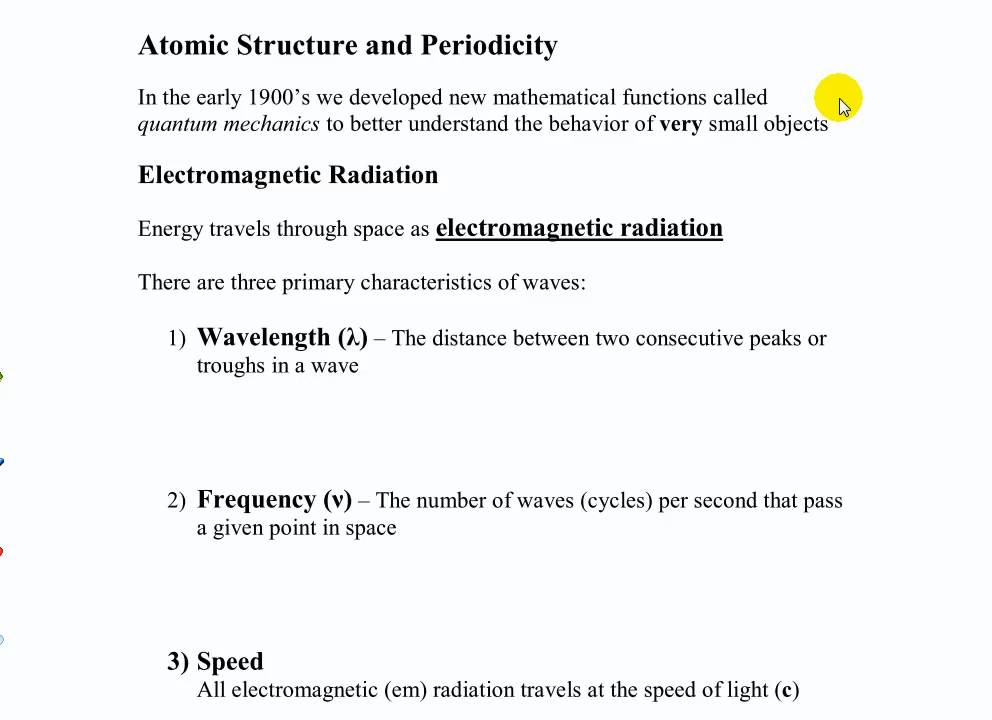 Atomic Structure and Periodicity
In the early 1900’s we developed new mathematical functions called
quantum mechanics to better understand the behavior of very small objects
Electromagnetic Radiation
Energy travels through space as electromagnetic radiation
There are three primary characteristics of waves:
1) Wavelength (λ) – The distance between two consecutive peaks or
troughs in a wave
2) Frequency (ν) – The number of waves (cycles) per second that pass
a given point in space
3) Speed
All electromagnetic (em) radiation travels at the speed of light (c)